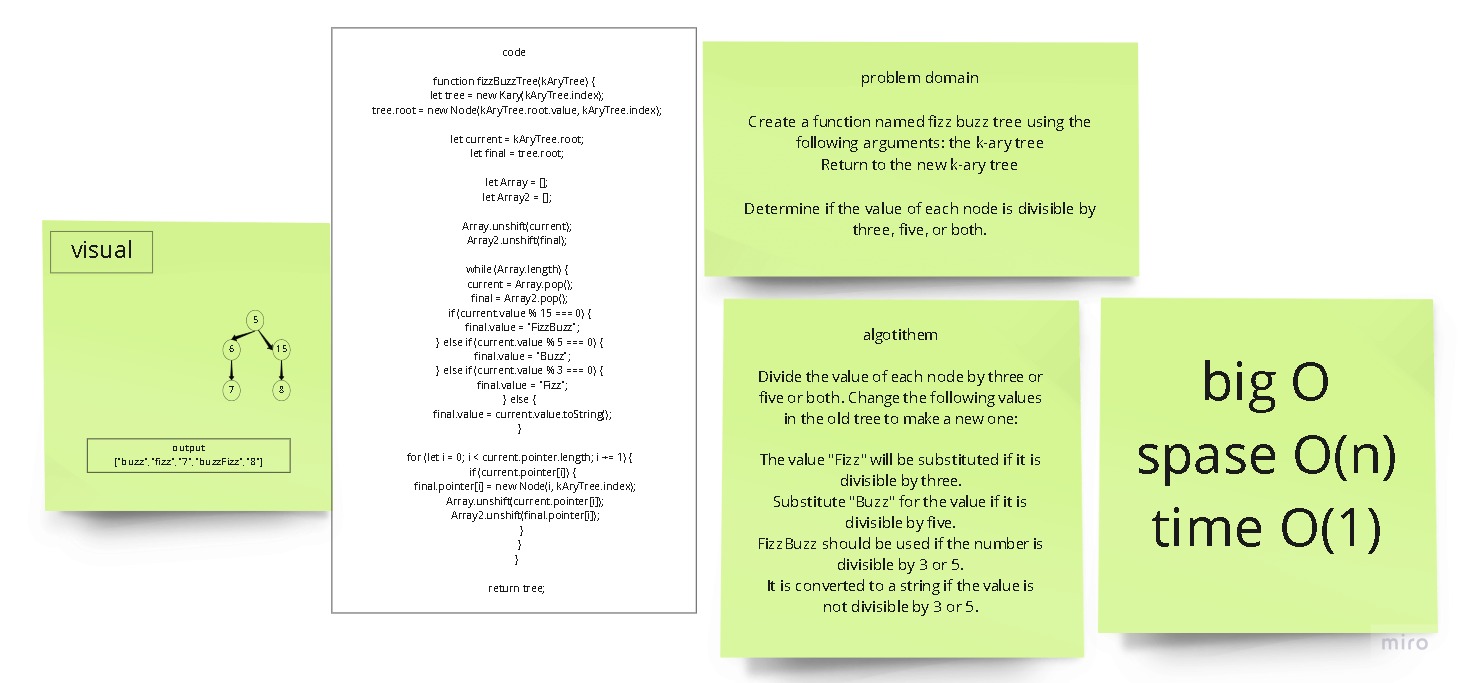 visual
5
6 15
7 8
output
["buzz","fizz","7","buzzFizz","8"]
code
function fizzBuzzTree(kAryTree) {
let tree = new Kary(kAryTree.index);
tree.root = new Node(kAryTree.root.value, kAryTree.index);
let current = kAryTree.root;
let final = tree.root;
let Array = [];
let Array2 = [];
Array.unshift(current);
Array2.unshift(final);
while (Array.length) {
current = Array.pop();
final = Array2.pop();
if (current.value % 15 === 0) {
final.value = "FizzBuzz";
} else if (current.value % 5 === 0) {
final.value = "Buzz";
} else if (current.value % 3 === 0) {
final.value = "Fizz";
} else {
final.value = current.value.toString();
}
for (let i = 0; i < current.pointer.length; i += 1) {
if (current.pointer[i]) {
final.pointer[i] = new Node(i, kAryTree.index);
Array.unshift(current.pointer[i]);
Array2.unshift(final.pointer[i]);
}
}
}
return tree;
problem domain
Create a function named fizz buzz tree using the
following arguments: the k-ary tree
Return to the new k-ary tree
Determine if the value of each node is divisible by
three, five, or both.
algotithem
Divide the value of each node by three or
five or both. Change the following values
in the old tree to make a new one:
The value "Fizz" will be substituted if it is
divisible by three.
Substitute "Buzz" for the value if it is
divisible by five.
FizzBuzz should be used if the number is
divisible by 3 or 5.
It is converted to a string if the value is
not divisible by 3 or 5.
big O
spase O(n)
time O(1)
miro